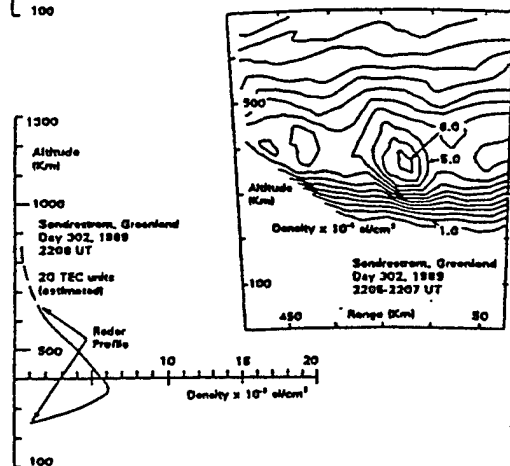 100
1300
Altitude
(Km)
1000
Sondrestrom, Greenland
Day 302, 1989
2208 UT
20 TEC units
(estimated)
Radar
Profile
500
5
10
15
20
Density x 10⁻⁵ el/cm³
100
500
6.0
5.0
Altitude
(Km)
Density x 10⁻⁵ el/cm³
1.0
Sondrestrom, Greenland
Day 302, 1989
2205-2207 UT
100
450
Range (Km)
50